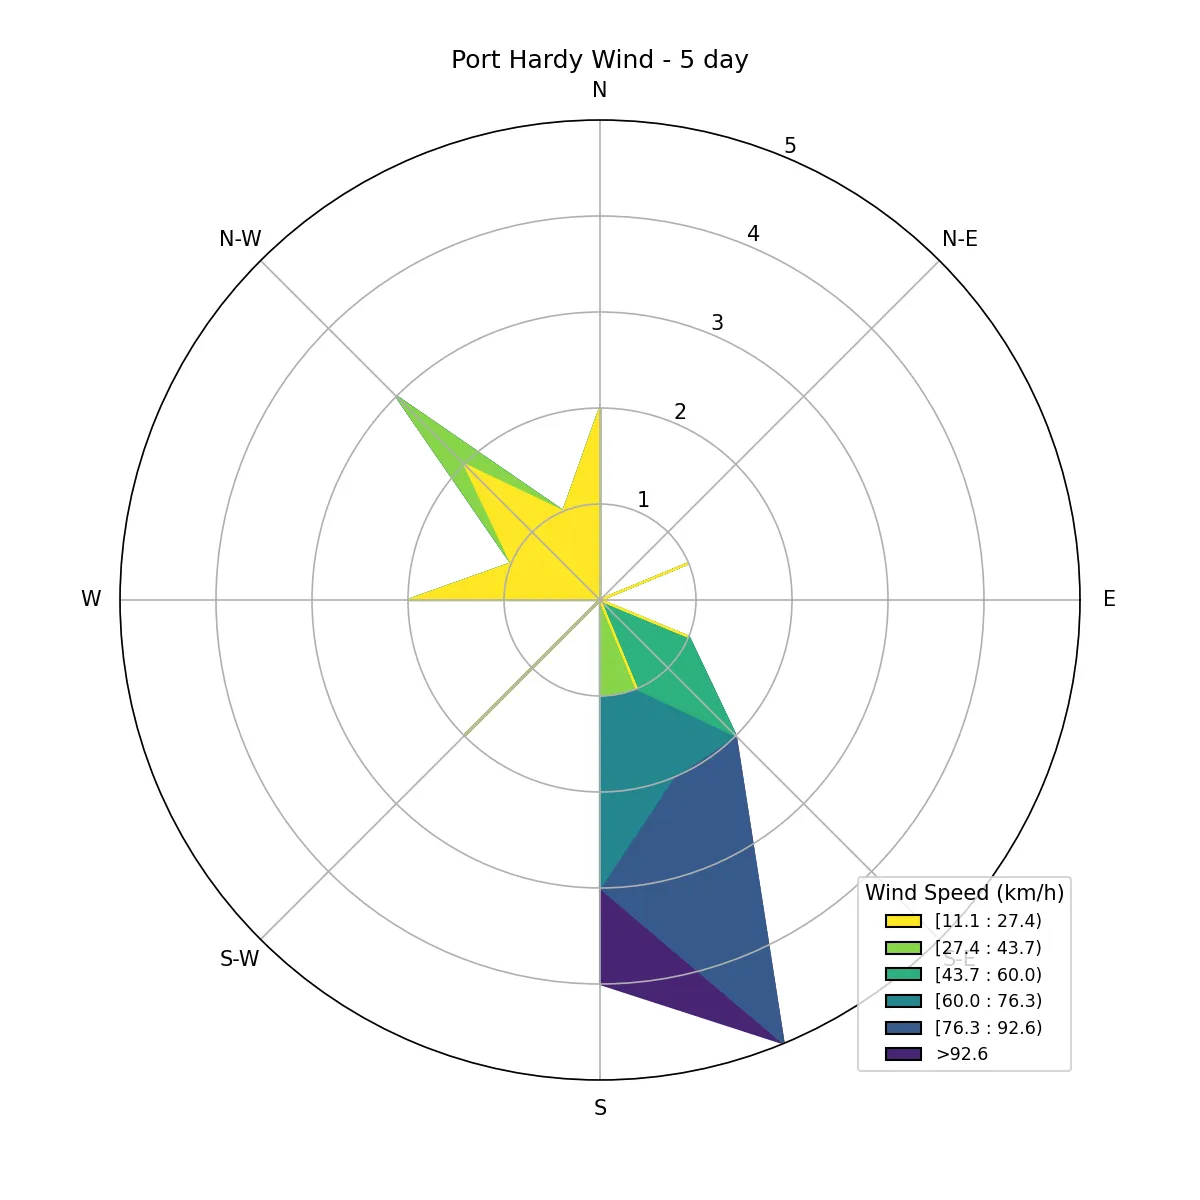 Port Hardy Wind - 5 day
N
5
N-W
N-E
4
3
2
1
W
E
Wind Speed (km/h)
[11.1 : 27.4)
[27.4 : 43.7)
S-W
S-E
[43.7 : 60.0)
[60.0 : 76.3)
[76.3 : 92.6)
>92.6
S